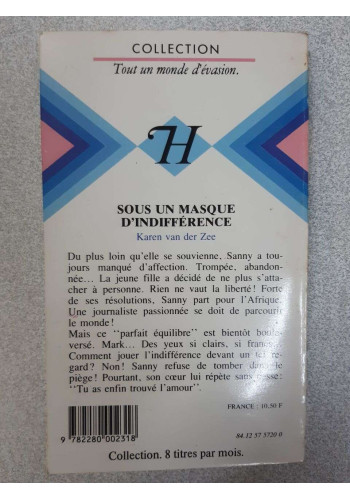 COLLECTION
Tout un monde d'évasion.
H
SOUS UN MASQUE
D'INDIFFÉRENCE
Karen van der Zee
Du plus loin qu'elle se souvienne, Sanny a tou-
jours manqué d'affection. Trompée, abandon-
née... La jeune fille a décidé de ne plus s'atta-
cher à personne. Rien ne vaut la liberté! Forte
de ses résolutions, Sanny part pour l'Afrique.
Une journaliste passionnée se doit de parcourir
le monde!
Mais ce "parfait équilibre" est bientôt boule-
versé. Mark... Des yeux si clairs, si francs...
Comment jouer l'indifférence devant un tel re-
gard? Non! Sanny refuse de tomber dans le
piège! Pourtant, son cœur lui répète sans cesse:
"Tu as enfin trouvé l'amour".
FRANCE: 10,50 F
9 782280 002318
84 12 57 5720 0
Collection. 8 titres par mois.